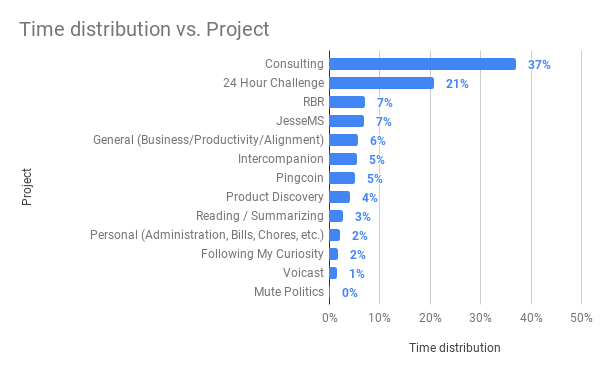 Time distribution vs. Project
Project
Consulting 37%
24 Hour Challenge 21%
RBR 7%
JesseMS 7%
General (Business/Productivity/Alignment) 6%
Intercompanion 5%
Pingcoin 5%
Product Discovery 4%
Reading / Summarizing 3%
Personal (Administration, Bills, Chores, etc.) 2%
Following My Curiosity 2%
Voicast 1%
Mute Politics 0%
0% 10% 20% 30% 40% 50%
Time distribution